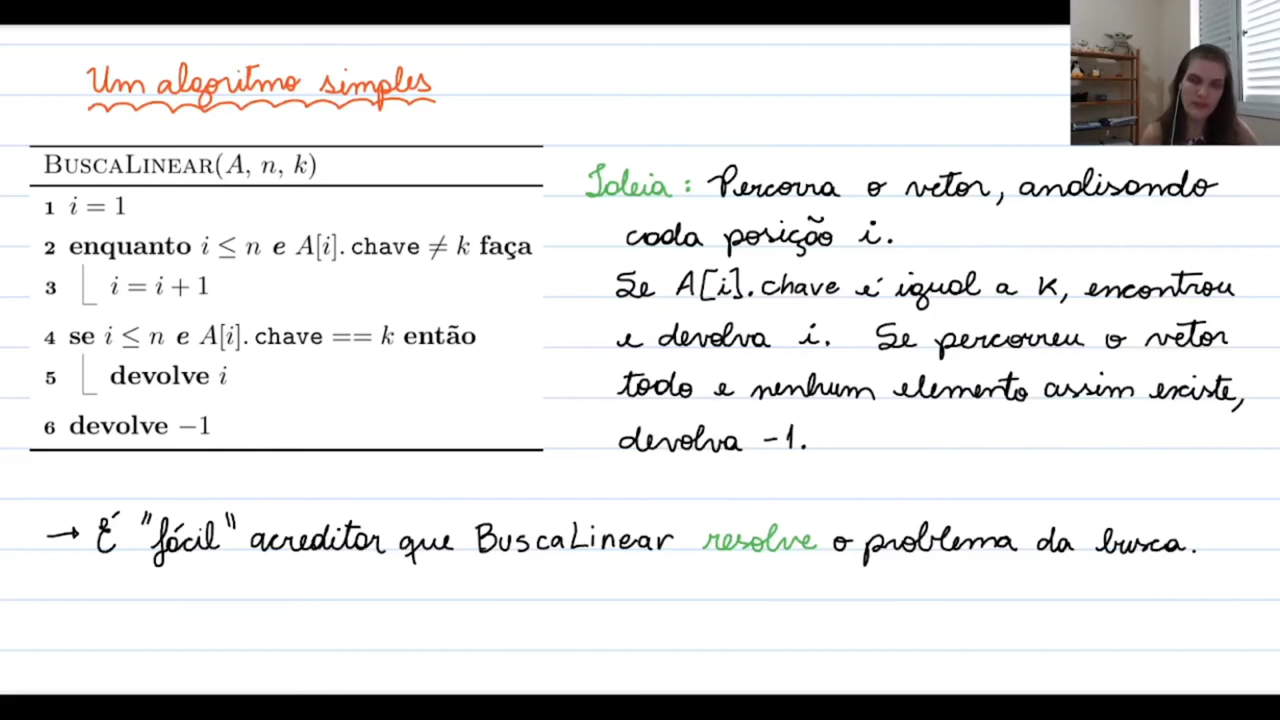 Um algoritmo simples
BUSCALINEAR(A, n, k)
1 i = 1
2 enquanto i ≤ n e A[i].chave ≠ k faça
3 i = i + 1
4 se i ≤ n e A[i].chave == k então
5 devolve i
6 devolve −1
Ideia: Percorra o vetor, analisando
cada posição i.
Se A[i].chave é igual a k, encontrou
e devolva i. Se percorreu o vetor
todo e nenhum elemento assim existe,
devolva -1.
→ É "fácil" acreditar que BuscaLinear resolve o problema da busca.